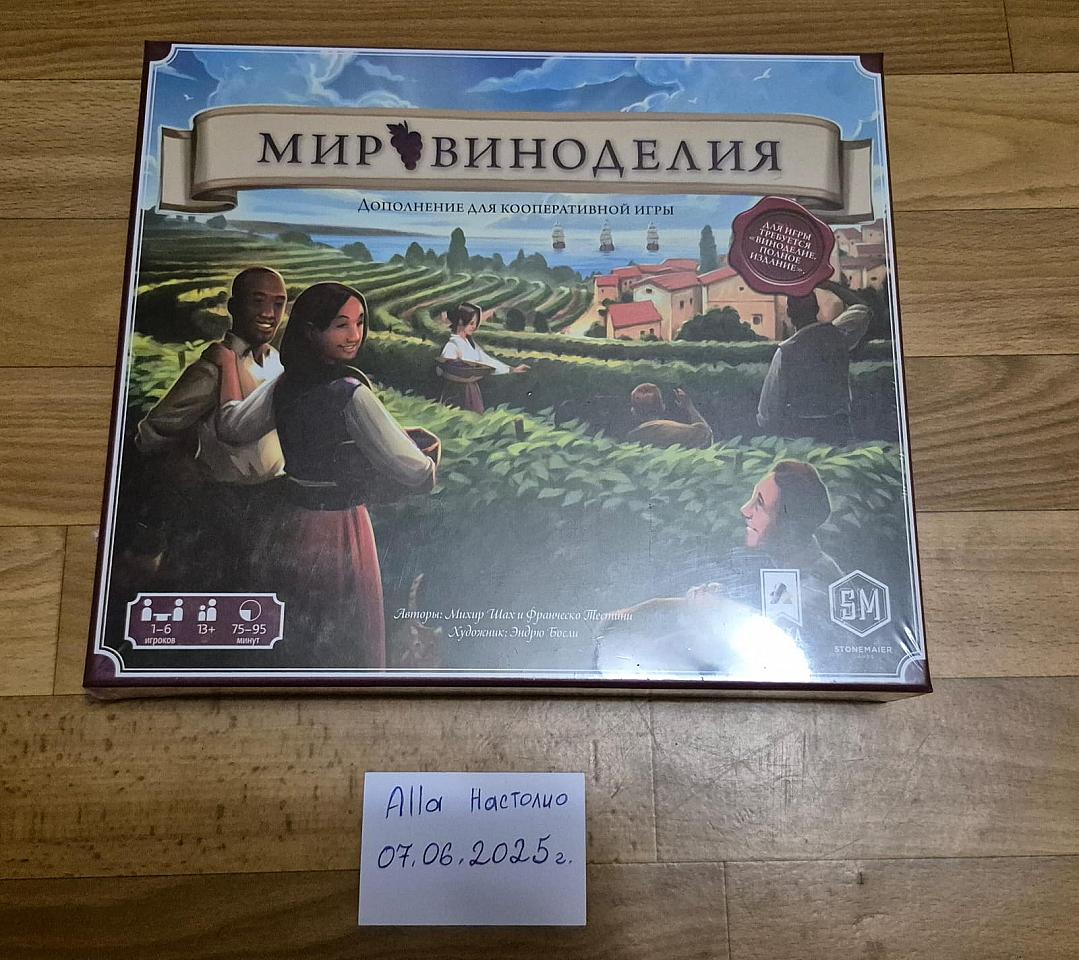 МИР ВИНОДЕЛИЯ
ДОПОЛНЕНИЕ ДЛЯ КООПЕРАТИВНОЙ ИГРЫ
ДЛЯ ИГРЫ
ТРЕБУЕТСЯ
«ВИНОДЕЛИЕ.
ПОЛНОЕ
ИЗДАНИЕ».
1–6
игроков
13+
75–95
минут
Авторы: Михир Шах и Франческо Тестини
Художник: Эндрю Босли
SM
STONEMAIER
GAMES
Alla Настолио
07.06.2025г.